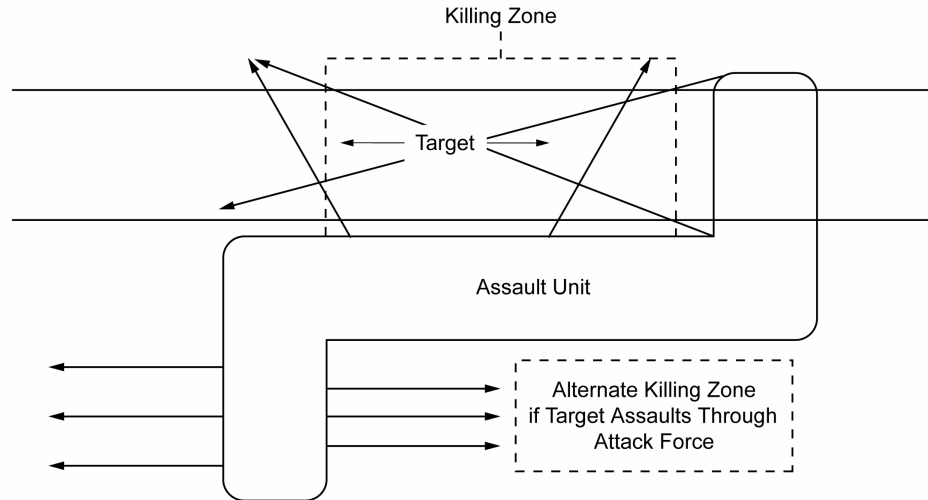 Killing Zone
Target
Assault Unit
Alternate Killing Zone
if Target Assaults Through
Attack Force